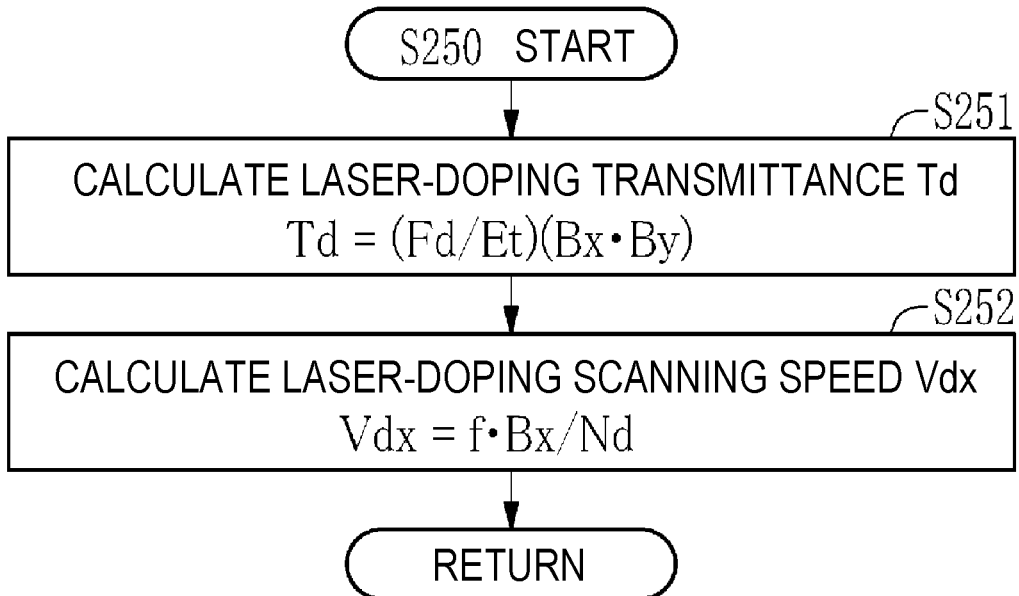 S250 START
S251
CALCULATE LASER-DOPING TRANSMITTANCE Td
Td = (Fd/Et)(Bx•By)
S252
CALCULATE LASER-DOPING SCANNING SPEED Vdx
Vdx = f•Bx/Nd
RETURN